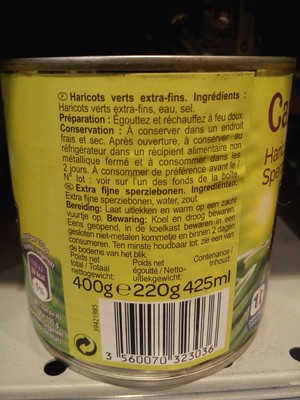 Haricots verts extra-fins. Ingrédients :
Haricots verts extra-fins, eau, sel.
Préparation : Égouttez et réchauffez à feu doux.
Conservation : À conserver dans un endroit
frais et sec. Après ouverture, à conserver au
réfrigérateur dans un récipient alimentaire non
métallique fermé et à consommer dans les
2 jours. À consommer de préférence avant le /
N° lot : voir sur l'un des fonds de la boîte.
Extra fijne sperziebonen. Ingrediënten:
Extra fijne sperziebonen, water, zout.
Bereiding: Laat uitlekken en warm op een zacht
vuurtje op. Bewaring: Koel en droog bewaren.
Eens geopend, in de koelkast bewaren in een
gesloten niet-metalen kommetje en binnen 2 dagen
consumeren. Ten minste houdbaar tot: zie een van
de bodems van het blik.
Poids net
total / Totaal
nettogewicht:
Poids net
égoutté / Netto-
uitlekgewicht:
Contenance /
Inhoud:
400g e 220g 425ml
39421985
3 560070 323036
Ca
Hari
Spe